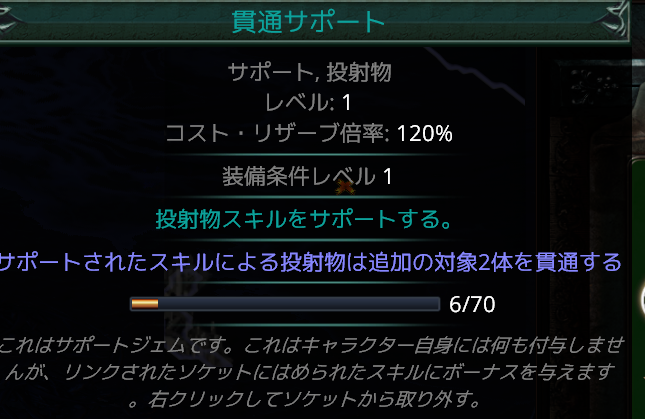 貫通サポート
サポート, 投射物
レベル: 1
コスト・リザーブ倍率: 120%
装備条件レベル 1
投射物スキルをサポートする。
サポートされたスキルによる投射物は追加の対象2体を貫通する
6/70
これはサポートジェムです。これはキャラクター自身には何も付与しませ
んが、リンクされたソケットにはめられたスキルにボーナスを与えます
。右クリックしてソケットから取り外す。